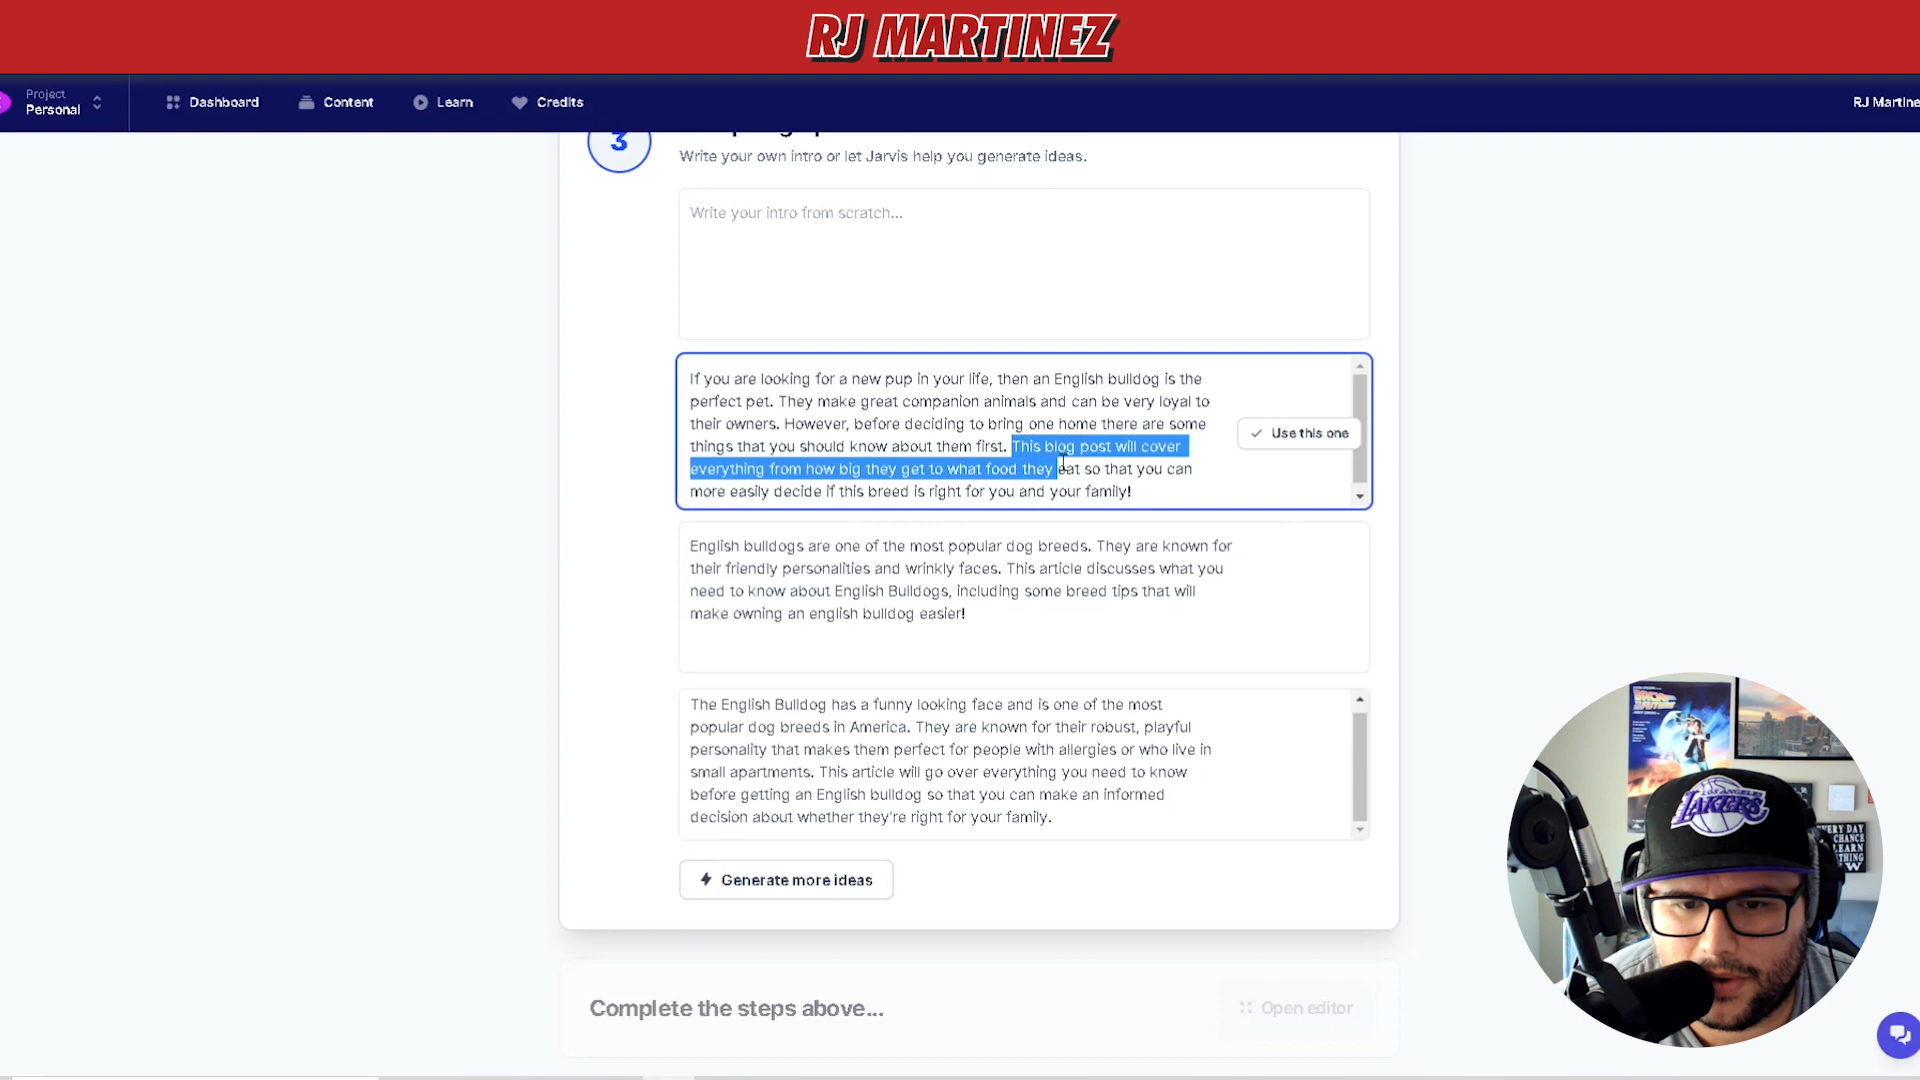 RJ MARTINEZ
Project
Personal
Dashboard
Content
Learn
Credits
RJ Martine
3
Write your own intro or let Jarvis help you generate ideas.
Write your intro from scratch...
If you are looking for a new pup in your life, then an English bulldog is the
perfect pet. They make great companion animals and can be very loyal to
their owners. However, before deciding to bring one home there are some
things that you should know about them first. This blog post will cover
everything from how big they get to what food they eat so that you can
more easily decide if this breed is right for you and your family!
Use this one
English bulldogs are one of the most popular dog breeds. They are known for
their friendly personalities and wrinkly faces. This article discusses what you
need to know about English Bulldogs, including some breed tips that will
make owning an english bulldog easier!
The English Bulldog has a funny looking face and is one of the most
popular dog breeds in America. They are known for their robust, playful
personality that makes them perfect for people with allergies or who live in
small apartments. This article will go over everything you need to know
before getting an English bulldog so that you can make an informed
decision about whether they're right for your family.
Generate more ideas
Complete the steps above...
Open editor
LOS ANGELES
LAKERS